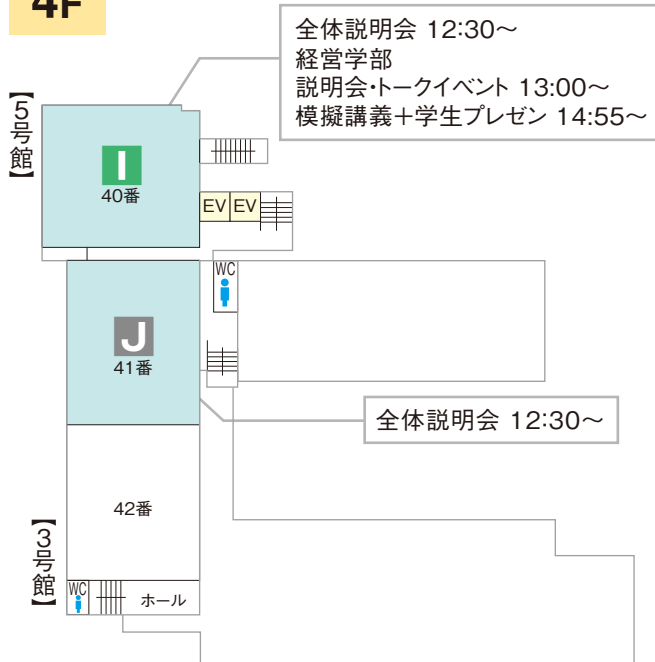 4F
全体説明会 12:30〜
経営学部
説明会・トークイベント 13:00〜
模擬講義＋学生プレゼン 14:55〜
【5号館】
I
40番
EV EV
WC
J
41番
全体説明会 12:30〜
42番
【3号館】
WC
ホール